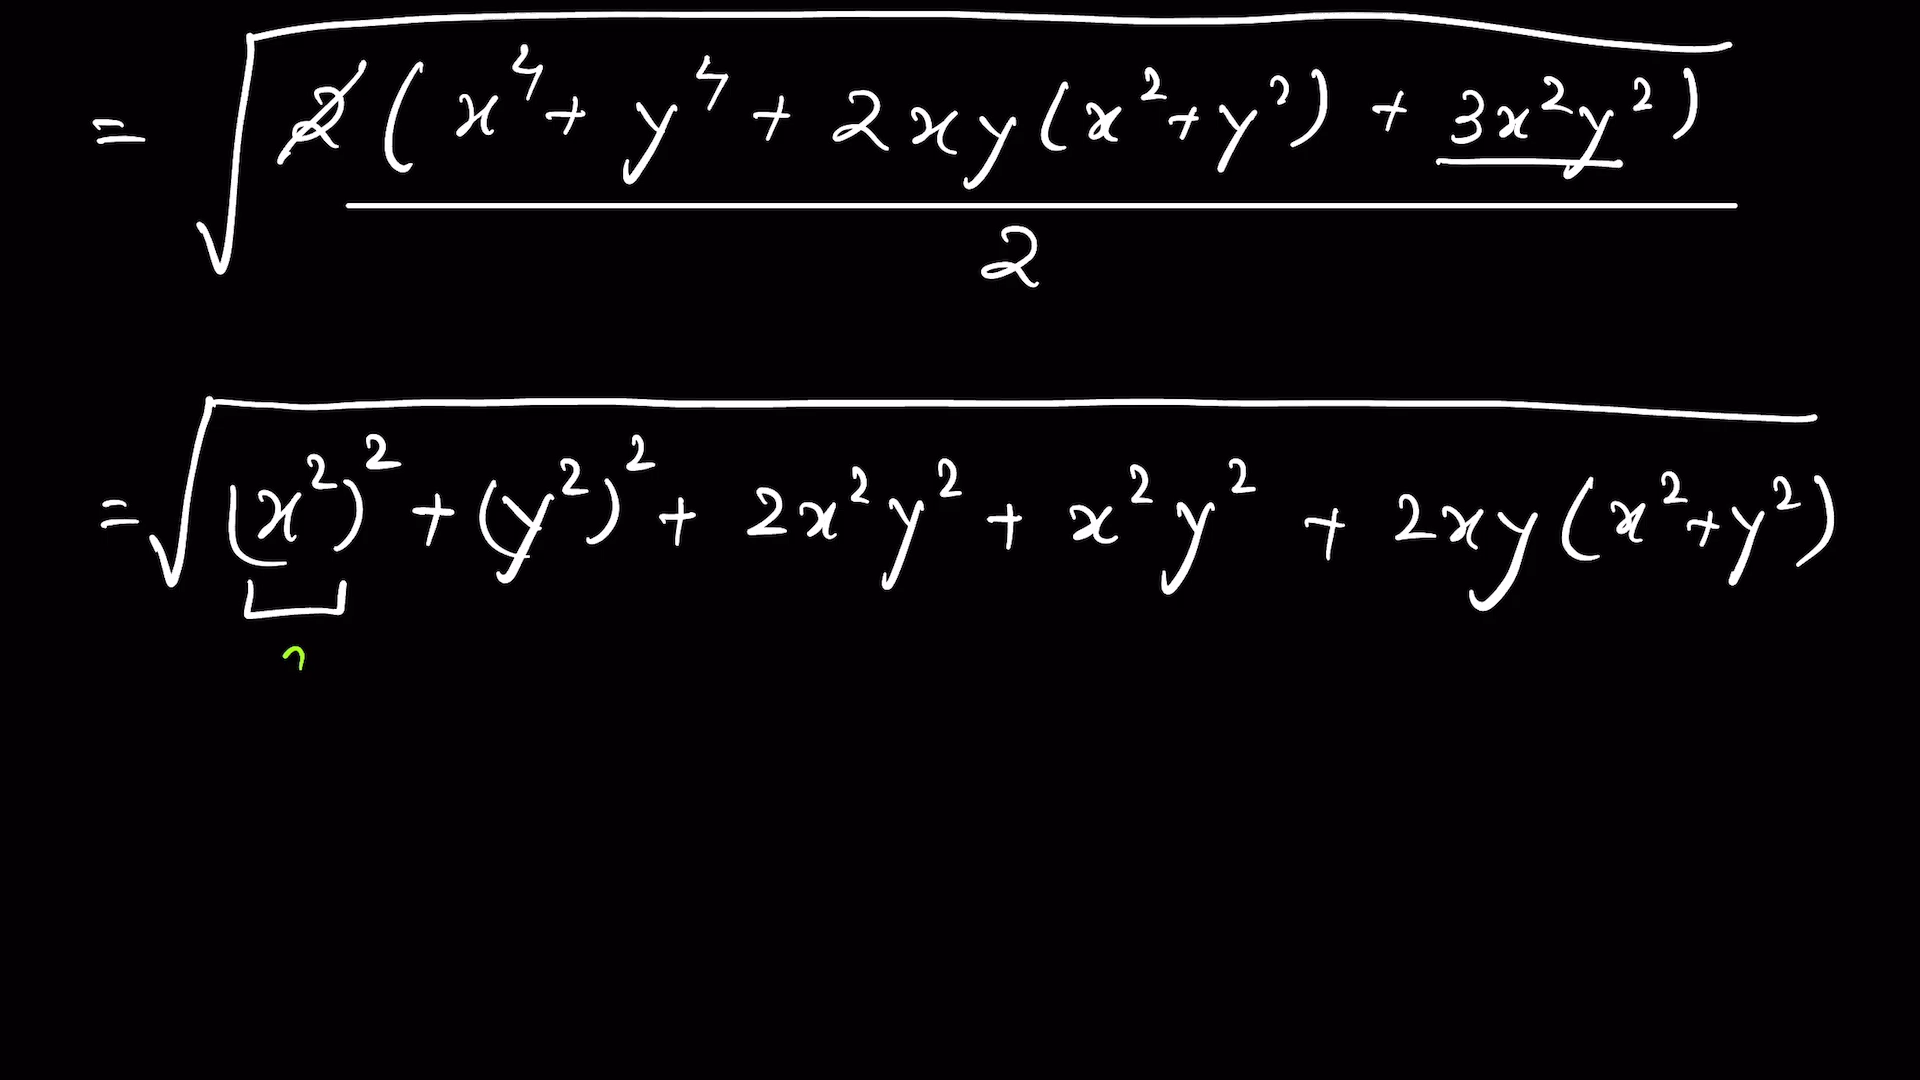 = √(2(x⁴ + y⁴ + 2xy(x² + y²) + 3x²y²) / 2)
= √((x²)² + (y²)² + 2x²y² + x²y² + 2xy(x² + y²))